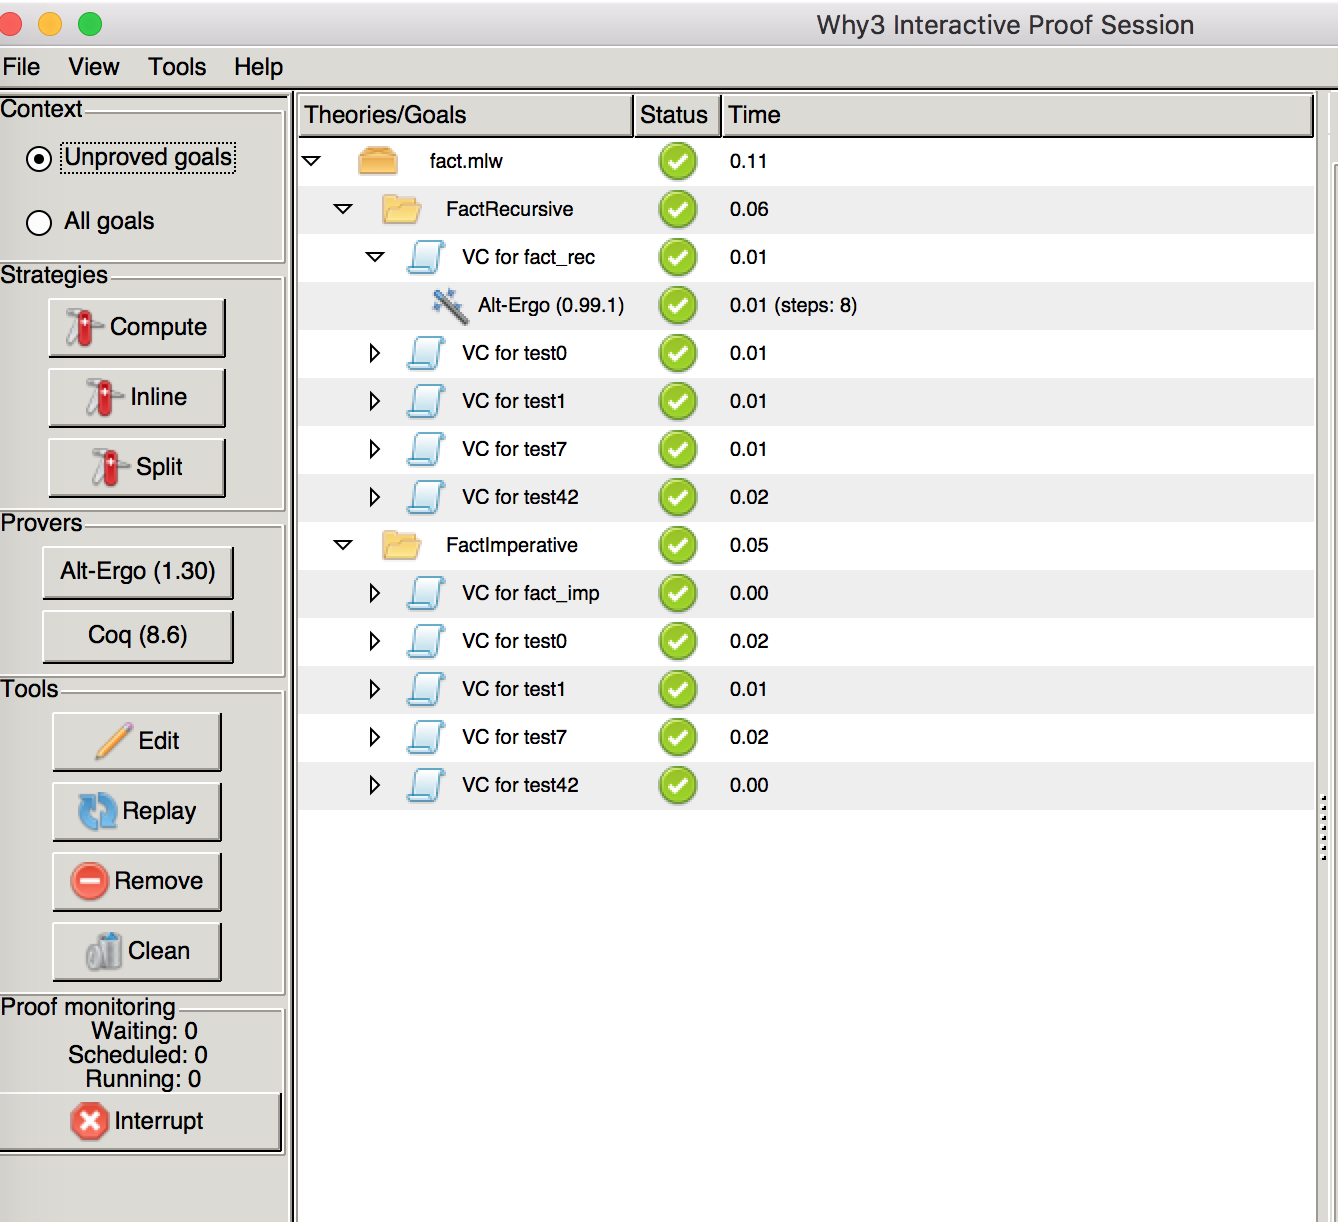 Why3 Interactive Proof Session
File View Tools Help
Context
Unproved goals
All goals
Strategies
Compute
Inline
Split
Provers
Alt-Ergo (1.30)
Coq (8.6)
Tools
Edit
Replay
Remove
Clean
Proof monitoring
Waiting: 0
Scheduled: 0
Running: 0
Interrupt
Theories/Goals Status Time
fact.mlw 0.11
FactRecursive 0.06
VC for fact_rec 0.01
Alt-Ergo (0.99.1) 0.01 (steps: 8)
VC for test0 0.01
VC for test1 0.01
VC for test7 0.01
VC for test42 0.02
FactImperative 0.05
VC for fact_imp 0.00
VC for test0 0.02
VC for test1 0.01
VC for test7 0.02
VC for test42 0.00